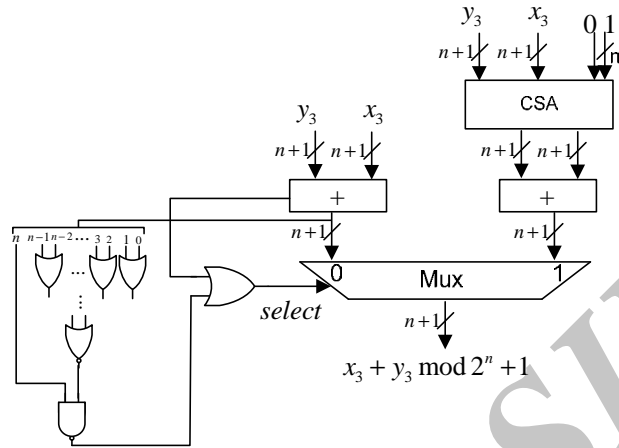 y₃ x₃ 0 1
n+1 n+1 n
CSA
y₃ x₃
n+1 n+1 n+1 n+1
+ +
n n−1 n−2 ... 3 2 1 0
n+1 n+1
...
0 Mux 1
select
n+1
x₃ + y₃ mod 2ⁿ +1